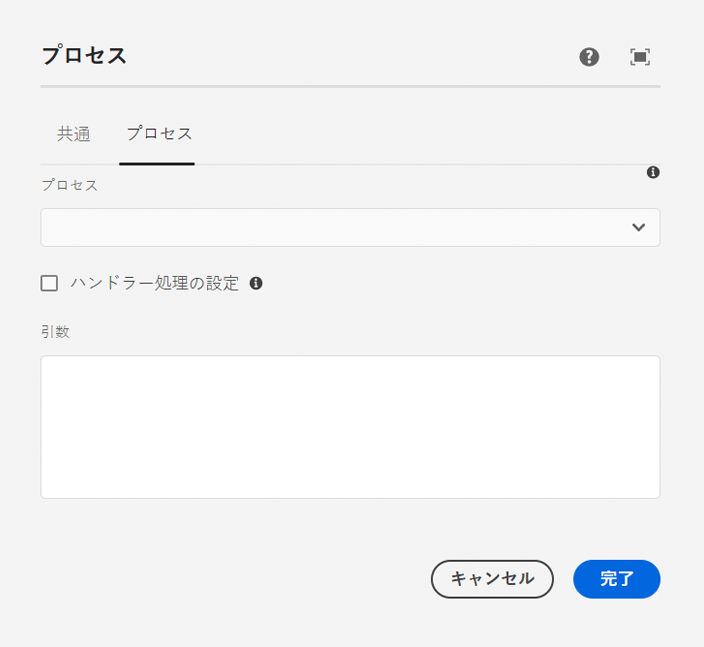 プロセス
共通 プロセス
プロセス
ハンドラー処理の設定
引数
キャンセル 完了